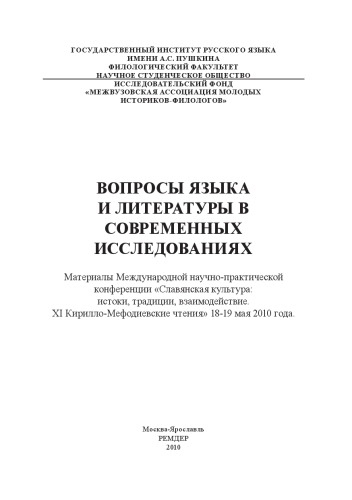 ГОСУДАРСТВЕННЫЙ ИНСТИТУТ РУССКОГО ЯЗЫКА
ИМЕНИ А.С. ПУШКИНА
ФИЛОЛОГИЧЕСКИЙ ФАКУЛЬТЕТ
НАУЧНОЕ СТУДЕНЧЕСКОЕ ОБЩЕСТВО
ИССЛЕДОВАТЕЛЬСКИЙ ФОНД
«МЕЖВУЗОВСКАЯ АССОЦИАЦИЯ МОЛОДЫХ
ИСТОРИКОВ-ФИЛОЛОГОВ»
ВОПРОСЫ ЯЗЫКА
И ЛИТЕРАТУРЫ В
СОВРЕМЕННЫХ
ИССЛЕДОВАНИЯХ
Материалы Международной научно-практической
конференции «Славянская культура:
истоки, традиции, взаимодействие.
XI Кирилло-Мефодиевские чтения» 18-19 мая 2010 года.
Москва-Ярославль
РЕМДЕР
2010